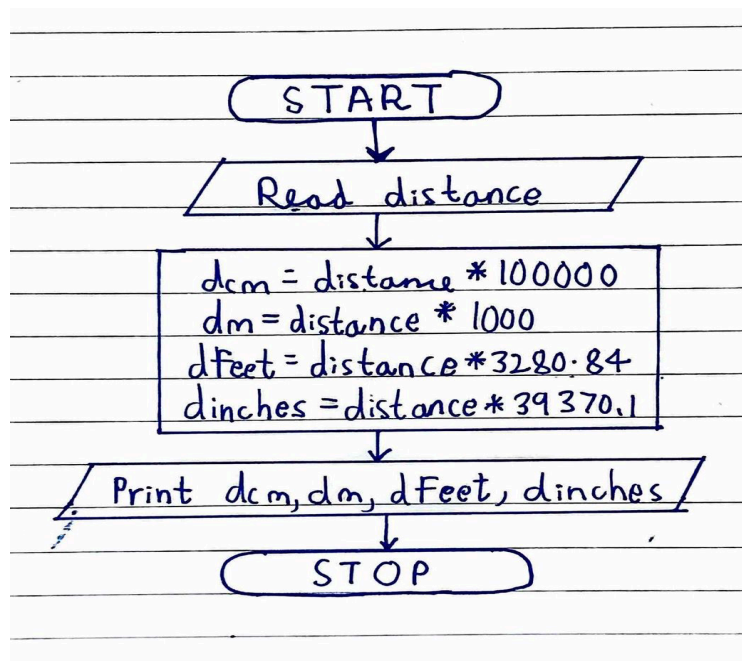 START
Read distance
dcm = distance * 100000
dm = distance * 1000
dFeet = distance * 3280.84
dinches = distance * 39370.1
Print dcm, dm, dFeet, dinches
STOP